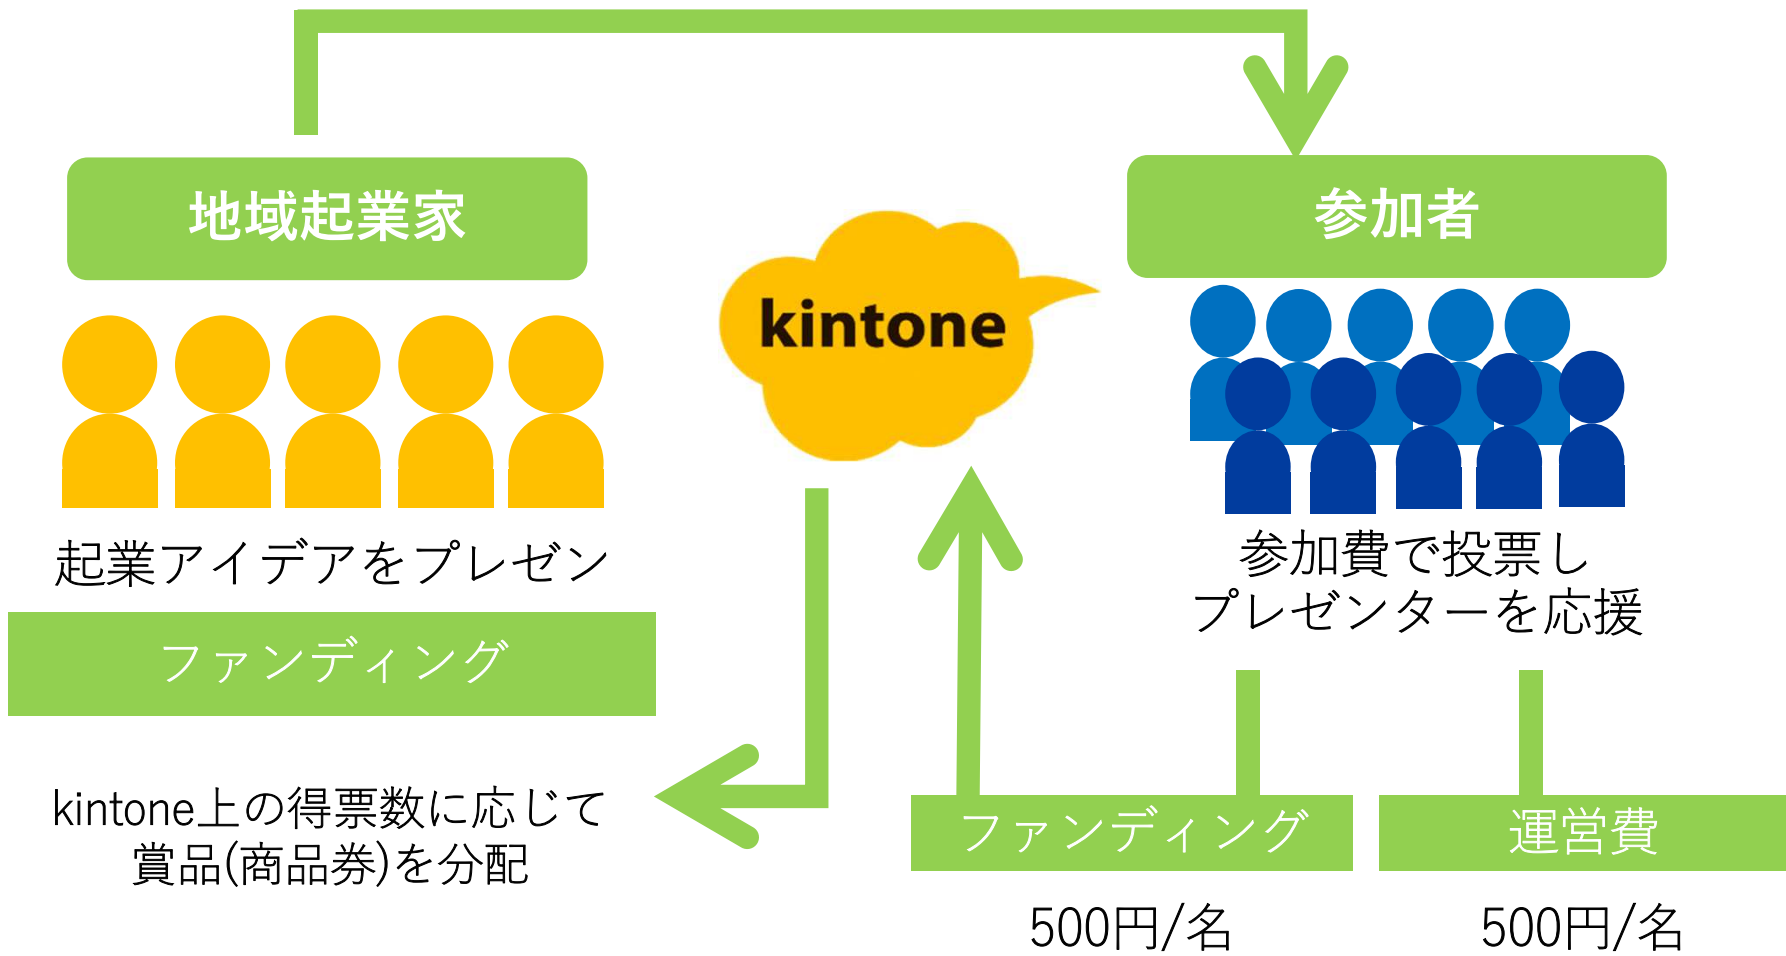 地域起業家
参加者
kintone
起業アイデアをプレゼン
参加費で投票し
プレゼンターを応援
ファンディング
kintone上の得票数に応じて
賞品(商品券)を分配
ファンディング
運営費
500円/名
500円/名